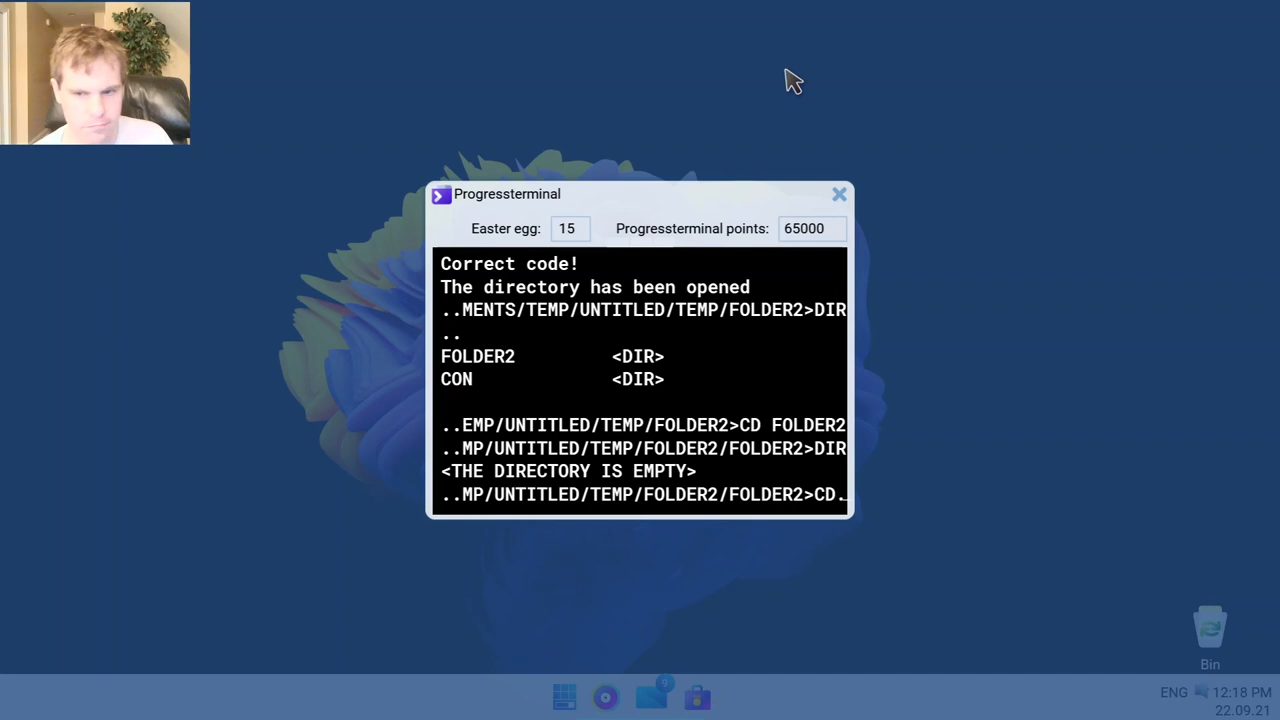 Progressterminal
Easter egg: 15 Progressterminal points: 65000
Correct code!
The directory has been opened
..MENTS/TEMP/UNTITLED/TEMP/FOLDER2>DIR
..
FOLDER2 <DIR>
CON <DIR>
..EMP/UNTITLED/TEMP/FOLDER2>CD FOLDER2
..MP/UNTITLED/TEMP/FOLDER2/FOLDER2>DIR
<THE DIRECTORY IS EMPTY>
..MP/UNTITLED/TEMP/FOLDER2/FOLDER2>CD._
Bin
9
ENG 12:18 PM
22.09.21